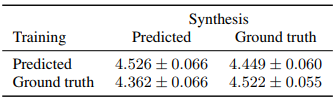 Synthesis
Training Predicted Ground truth
Predicted 4.526 ± 0.066 4.449 ± 0.060
Ground truth 4.362 ± 0.066 4.522 ± 0.055